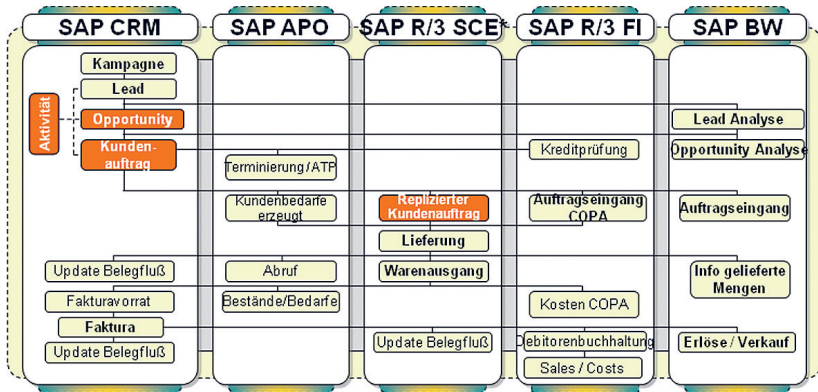 SAP CRM
SAP APO
SAP R/3 SCE*
SAP R/3 FI
SAP BW
Kampagne
Lead
Aktivität
Opportunity
Lead Analyse
Kunden-
auftrag
Kreditprüfung
Opportunity Analyse
Terminierung/ATP
Kundenbedarfe
erzeugt
Replizierter
Kundenauftrag
Auftragseingang
COPA
Auftragseingang
Lieferung
Update Belegfluß
Abruf
Warenausgang
Info gelieferte
Mengen
Fakturavorrat
Bestände/Bedarfe
Kosten COPA
Faktura
Update Belegfluß
Update Belegfluß
Debitorenbuchhaltung
Erlöse / Verkauf
Sales / Costs